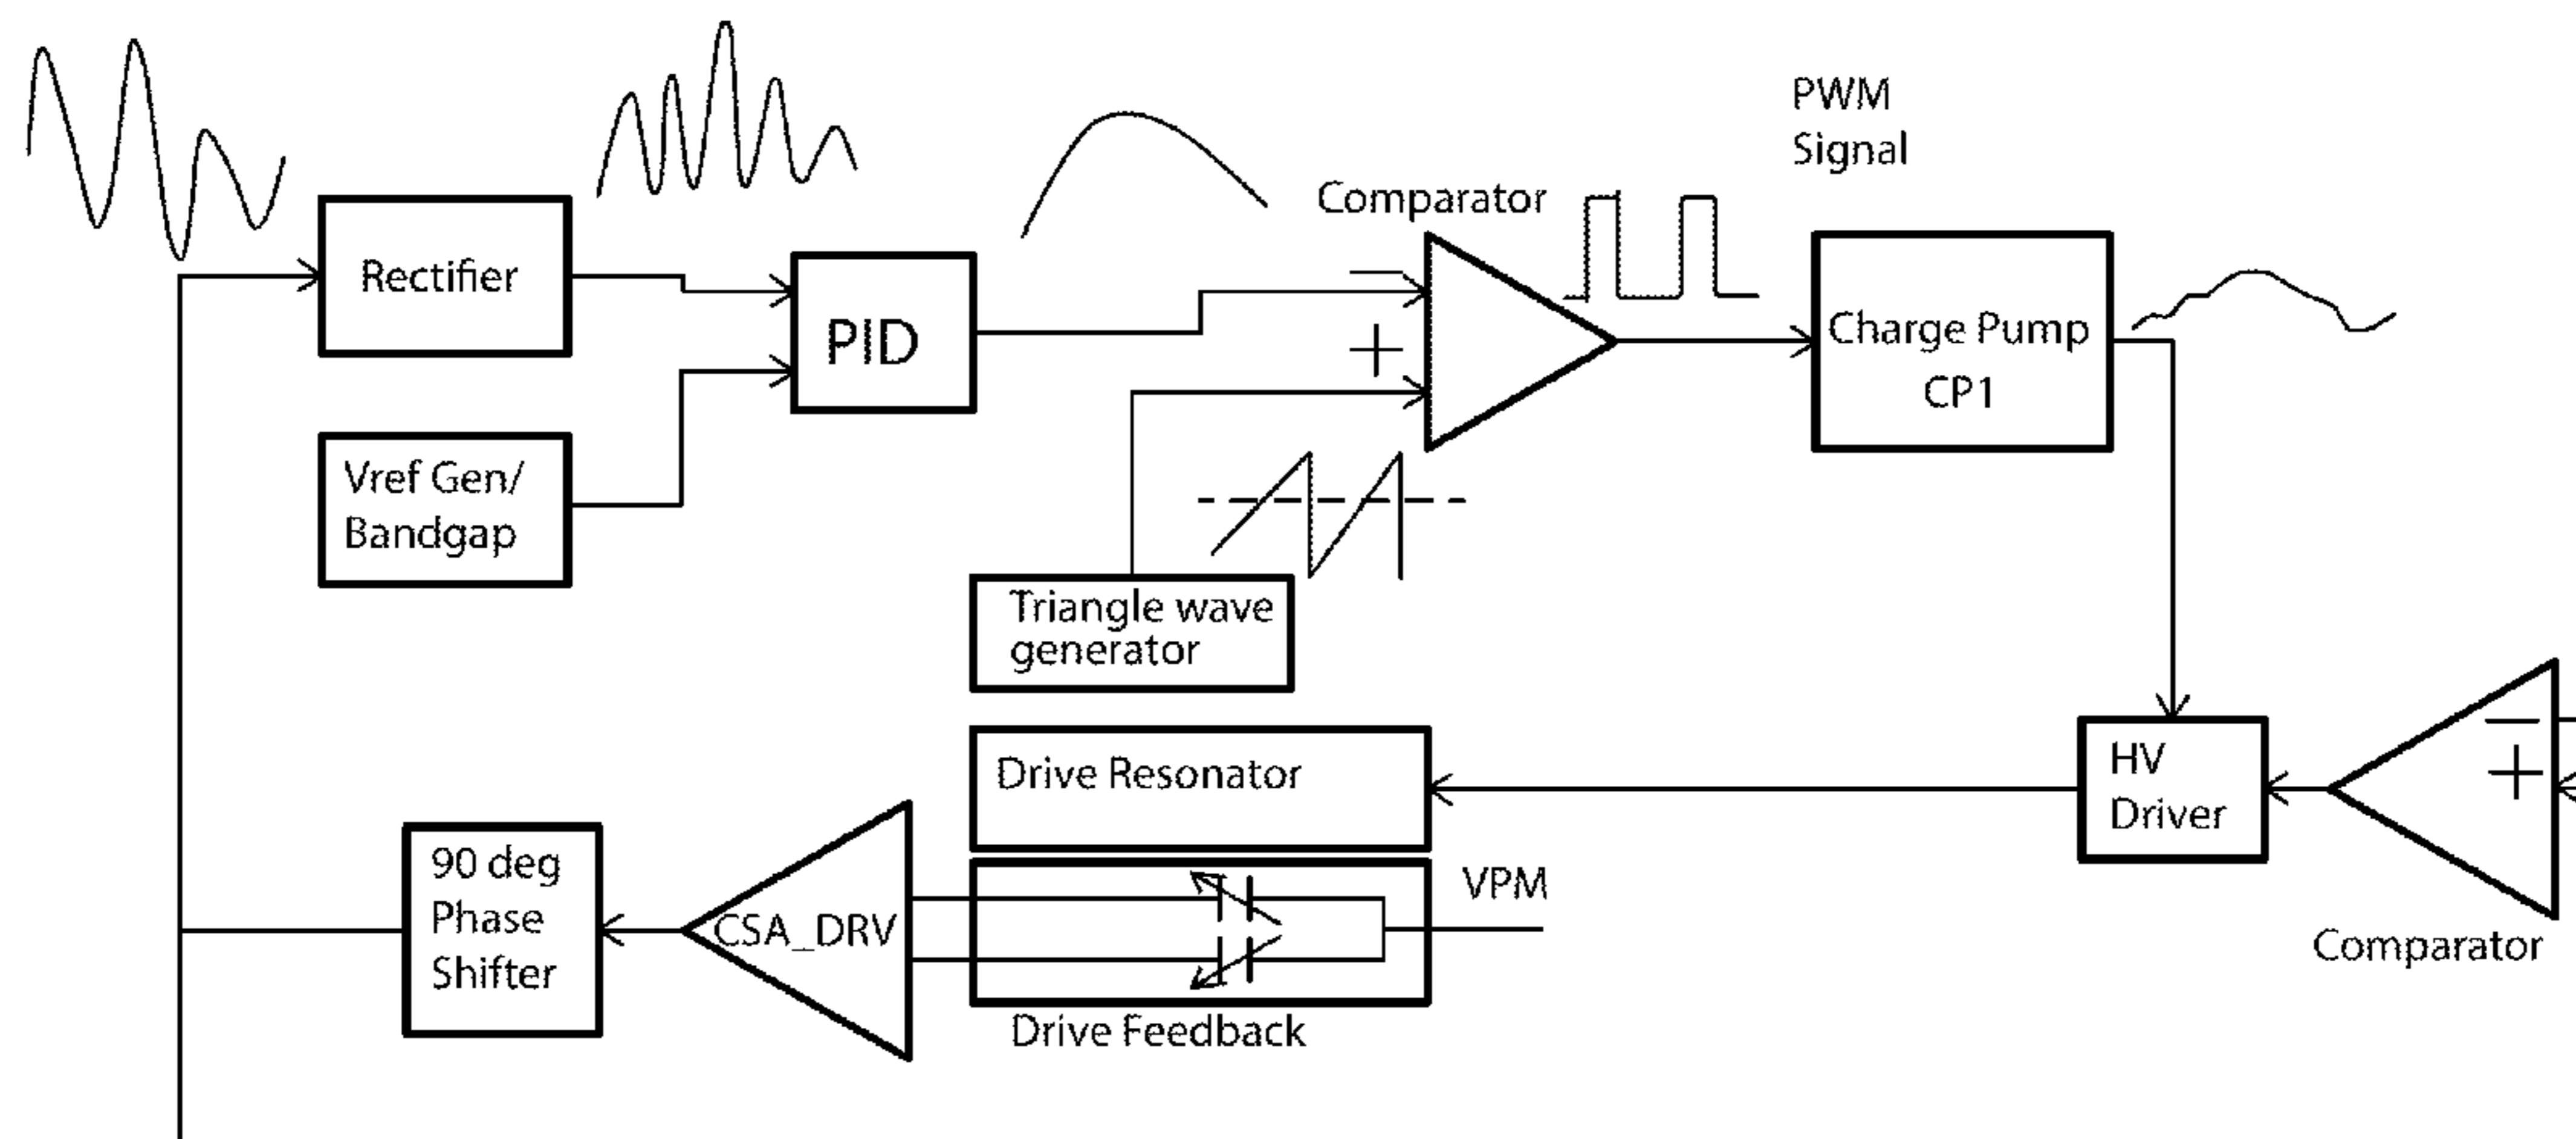 PWM
Signal
Comparator
Rectifier
PID
Charge Pump
CP1
Vref Gen/
Bandgap
Triangle wave
generator
Drive Resonator
HV
Driver
90 deg
Phase
Shifter
CSA_DRV
VPM
Comparator
Drive Feedback